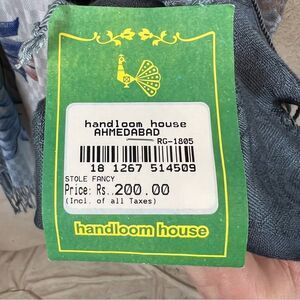 handloom house
AHMEDABAD
RG-1805
18 1267 514509
STOLE FANCY
Price: Rs. 200.00
(Incl. of all Taxes)
handloom house